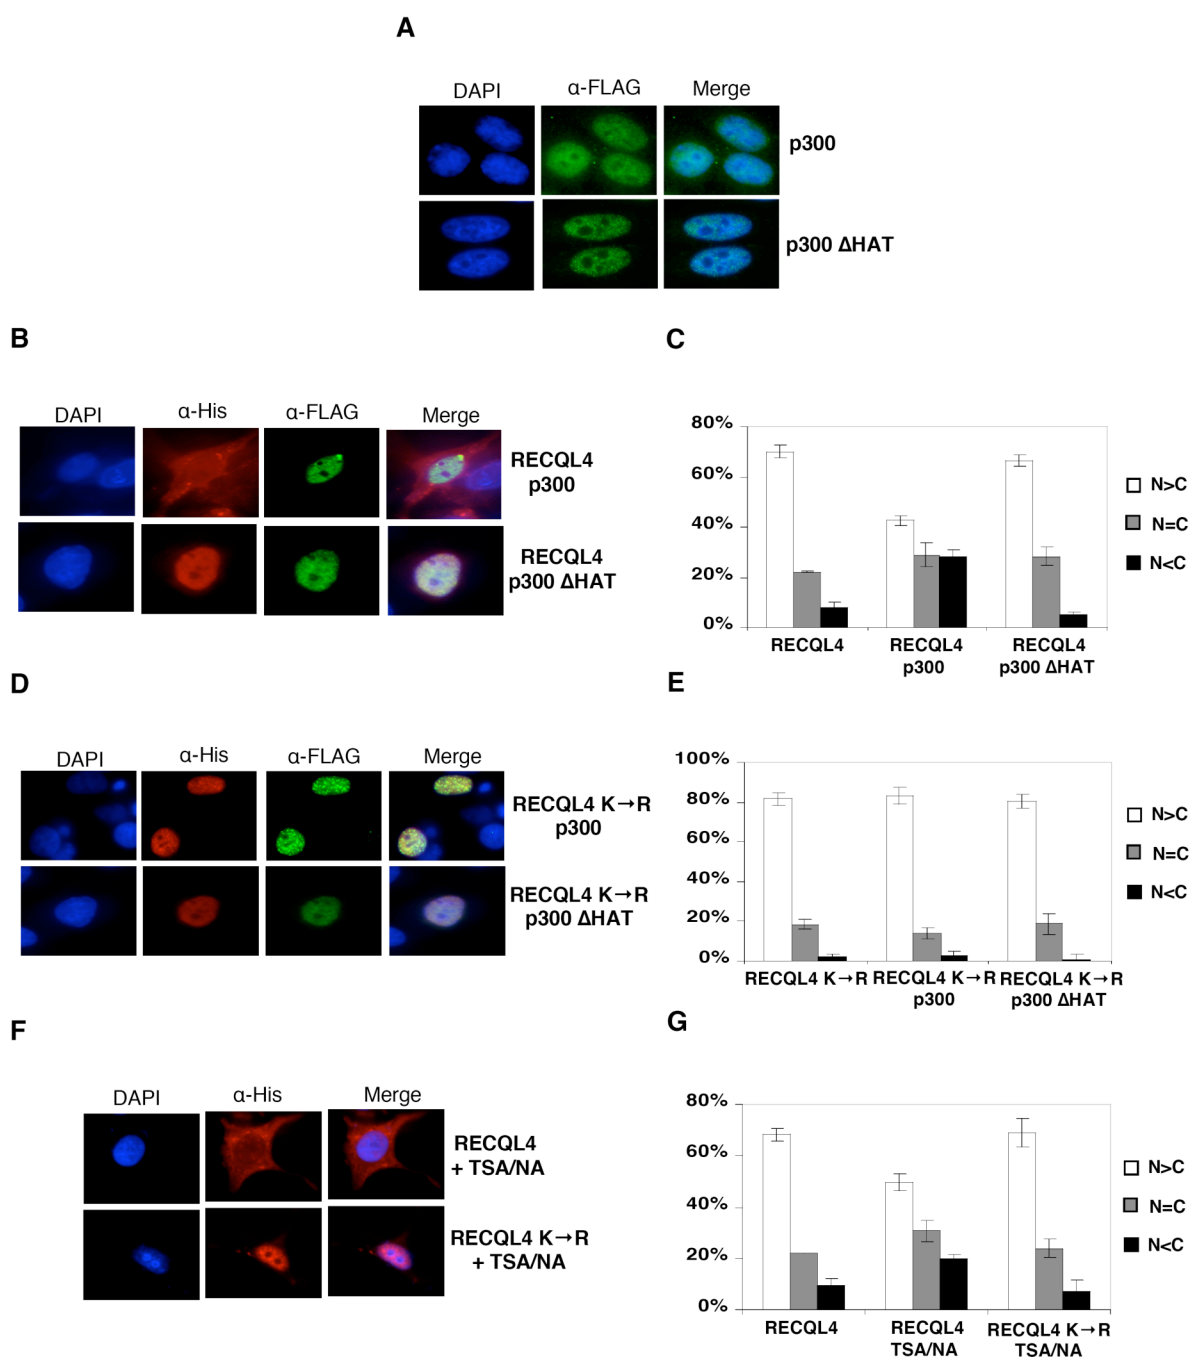 A
DAPI α-FLAG Merge
p300
p300 ΔHAT
B
DAPI α-His α-FLAG Merge
RECQL4
p300
RECQL4
p300 ΔHAT
C
80%
60%
40%
20%
0%
RECQL4
RECQL4
p300
RECQL4
p300 ΔHAT
N>C
N=C
N<C
D
DAPI α-His α-FLAG Merge
RECQL4 K→R
p300
RECQL4 K→R
p300 ΔHAT
E
100%
80%
60%
40%
20%
0%
RECQL4 K→R
RECQL4 K→R
p300
RECQL4 K→R
p300 ΔHAT
N>C
N=C
N<C
F
DAPI α-His Merge
RECQL4
+ TSA/NA
RECQL4 K→R
+ TSA/NA
G
80%
60%
40%
20%
0%
RECQL4
RECQL4
TSA/NA
RECQL4 K→R
TSA/NA
N>C
N=C
N<C